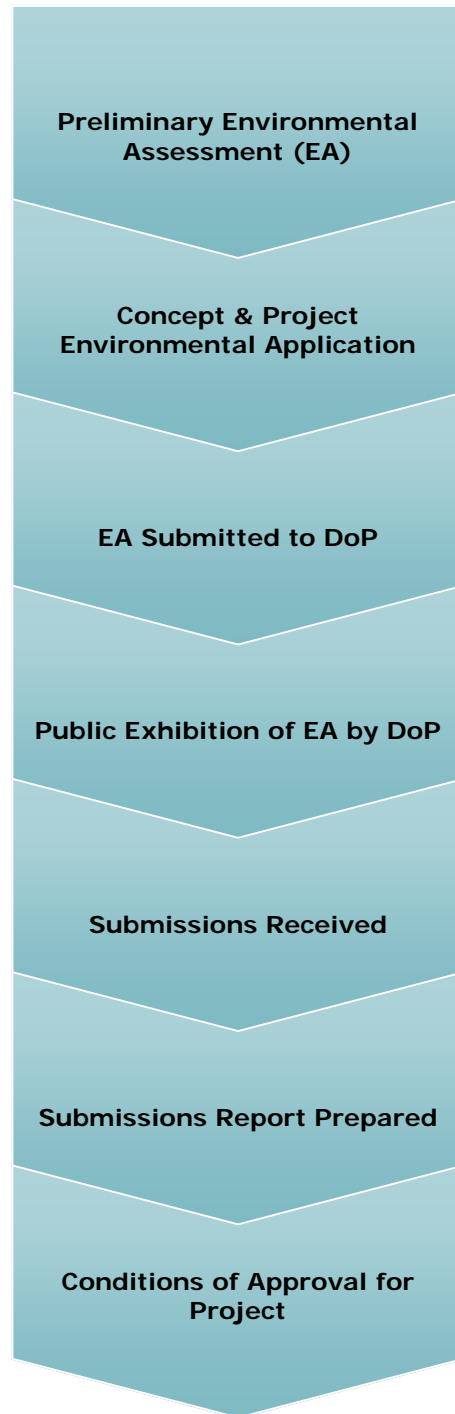 Preliminary Environmental
Assessment (EA)
Concept & Project
Environmental Application
EA Submitted to DoP
Public Exhibition of EA by DoP
Submissions Received
Submissions Report Prepared
Conditions of Approval for
Project